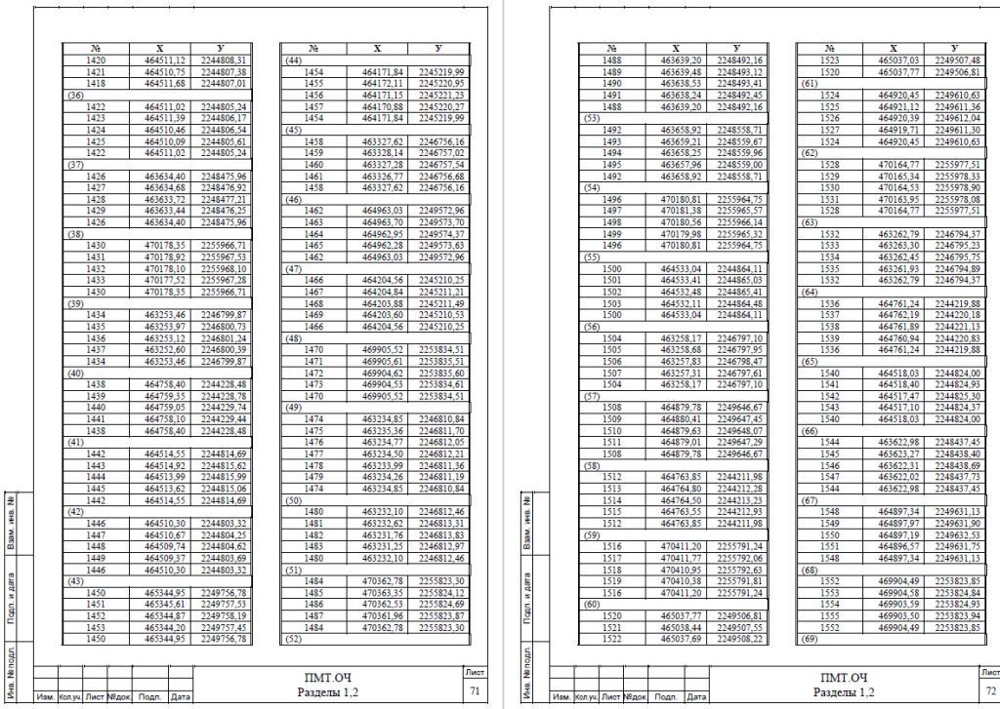 № X У
1420 464511,12 2244808,31
1421 464510,75 2244807,38
1418 464511,68 2244807,01
(36)
1422 464511,02 2244805,24
1423 464511,39 2244806,17
1424 464510,46 2244806,54
1425 464510,09 2244805,61
1422 464511,02 2244805,24
(37)
1426 463634,40 2248475,96
1427 463634,68 2248476,92
1428 463633,72 2248477,21
1429 463633,44 2248476,25
1426 463634,40 2248475,96
(38)
1430 470178,35 2255966,71
1431 470178,92 2255967,53
1432 470178,10 2255968,10
1433 470177,52 2255967,28
1430 470178,35 2255966,71
(39)
1434 463253,46 2246799,87
1435 463253,97 2246800,73
1436 463253,12 2246801,24
1437 463252,60 2246800,39
1434 463253,46 2246799,87
(40)
1438 464758,40 2244228,48
1439 464759,35 2244228,78
1440 464759,05 2244229,74
1441 464758,10 2244229,44
1438 464758,40 2244228,48
(41)
1442 464514,55 2244814,69
1443 464514,92 2244815,62
1444 464513,99 2244815,99
1445 464513,62 2244815,06
1442 464514,55 2244814,69
(42)
1446 464510,30 2244803,32
1447 464510,67 2244804,25
1448 464509,74 2244804,62
1449 464509,37 2244803,69
1446 464510,30 2244803,32
(43)
1450 465344,95 2249756,78
1451 465345,61 2249757,53
1452 465344,87 2249758,19
1453 465344,20 2249757,45
1450 465344,95 2249756,78
№ X У
(44)
1454 464171,84 2245219,99
1455 464172,11 2245220,95
1456 464171,15 2245221,23
1457 464170,88 2245220,27
1454 464171,84 2245219,99
(45)
1458 463327,62 2246756,16
1459 463328,14 2246757,02
1460 463327,28 2246757,54
1461 463326,77 2246756,68
1458 463327,62 2246756,16
(46)
1462 464963,03 2249572,96
1463 464963,70 2249573,70
1464 464962,95 2249574,37
1465 464962,28 2249573,63
1462 464963,03 2249572,96
(47)
1466 464204,56 2245210,25
1467 464204,84 2245211,21
1468 464203,88 2245211,49
1469 464203,60 2245210,53
1466 464204,56 2245210,25
(48)
1470 469905,52 2253834,51
1471 469905,61 2253835,51
1472 469904,62 2253835,60
1473 469904,53 2253834,61
1470 469905,52 2253834,51
(49)
1474 463234,85 2246810,84
1475 463235,36 2246811,70
1476 463234,77 2246812,05
1477 463234,50 2246812,21
1478 463233,99 2246811,36
1479 463234,26 2246811,19
1474 463234,85 2246810,84
(50)
1480 463232,10 2246812,46
1481 463232,62 2246813,31
1482 463231,76 2246813,83
1483 463231,25 2246812,97
1480 463232,10 2246812,46
(51)
1484 470362,78 2255823,30
1485 470363,35 2255824,12
1486 470362,53 2255824,69
1487 470361,96 2255823,87
1484 470362,78 2255823,30
(52)
Взам. инв. №
Подп. и дата
Инв. № подл.
Изм. Кол.уч. Лист №док. Подп. Дата
ПМТ.ОЧ
Разделы 1,2
Лист
71
№ X У
1488 463639,20 2248492,16
1489 463639,48 2248493,12
1490 463638,53 2248493,41
1491 463638,24 2248492,45
1488 463639,20 2248492,16
(53)
1492 463658,92 2248558,71
1493 463659,21 2248559,67
1494 463658,25 2248559,96
1495 463657,96 2248559,00
1492 463658,92 2248558,71
(54)
1496 470180,81 2255964,75
1497 470181,38 2255965,57
1498 470180,56 2255966,14
1499 470179,98 2255965,32
1496 470180,81 2255964,75
(55)
1500 464533,04 2244864,11
1501 464533,41 2244865,03
1502 464532,48 2244865,41
1503 464532,11 2244864,48
1500 464533,04 2244864,11
(56)
1504 463258,17 2246797,10
1505 463258,68 2246797,95
1506 463257,83 2246798,47
1507 463257,31 2246797,61
1504 463258,17 2246797,10
(57)
1508 464879,78 2249646,67
1509 464880,41 2249647,45
1510 464879,63 2249648,07
1511 464879,01 2249647,29
1508 464879,78 2249646,67
(58)
1512 464763,85 2244211,98
1513 464764,80 2244212,28
1514 464764,50 2244213,23
1515 464763,55 2244212,93
1512 464763,85 2244211,98
(59)
1516 470411,20 2255791,24
1517 470411,77 2255792,06
1518 470410,95 2255792,63
1519 470410,38 2255791,81
1516 470411,20 2255791,24
(60)
1520 465037,77 2249506,81
1521 465038,44 2249507,55
1522 465037,69 2249508,22
№ X У
1523 465037,03 2249507,48
1520 465037,77 2249506,81
(61)
1524 464920,45 2249610,63
1525 464921,12 2249611,36
1526 464920,39 2249612,04
1527 464919,71 2249611,30
1524 464920,45 2249610,63
(62)
1528 470164,77 2255977,51
1529 470165,34 2255978,33
1530 470164,53 2255978,90
1531 470163,95 2255978,08
1528 470164,77 2255977,51
(63)
1532 463262,79 2246794,37
1533 463263,30 2246795,23
1534 463262,45 2246795,75
1535 463261,93 2246794,89
1532 463262,79 2246794,37
(64)
1536 464761,24 2244219,88
1537 464762,19 2244220,18
1538 464761,89 2244221,13
1539 464760,94 2244220,83
1536 464761,24 2244219,88
(65)
1540 464518,03 2244824,00
1541 464518,40 2244824,93
1542 464517,47 2244825,30
1543 464517,10 2244824,37
1540 464518,03 2244824,00
(66)
1544 463622,98 2248437,45
1545 463623,27 2248438,40
1546 463622,31 2248438,69
1547 463622,02 2248437,73
1544 463622,98 2248437,45
(67)
1548 464897,34 2249631,13
1549 464897,97 2249631,90
1550 464897,19 2249632,53
1551 464896,57 2249631,75
1548 464897,34 2249631,13
(68)
1552 469904,49 2253823,85
1553 469904,58 2253824,84
1554 469903,59 2253824,93
1555 469903,50 2253823,94
1552 469904,49 2253823,85
(69)
Взам. инв. №
Подп. и дата
Инв. № подл.
Изм. Кол.уч. Лист №док. Подп. Дата
ПМТ.ОЧ
Разделы 1,2
Лист
72